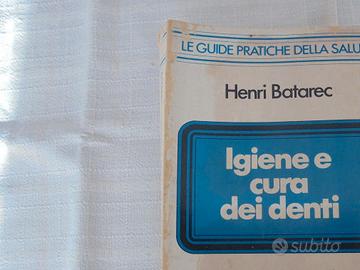 LE GUIDE PRATICHE DELLA SALU
Henri Batarec
Igiene e
cura
dei denti
subito